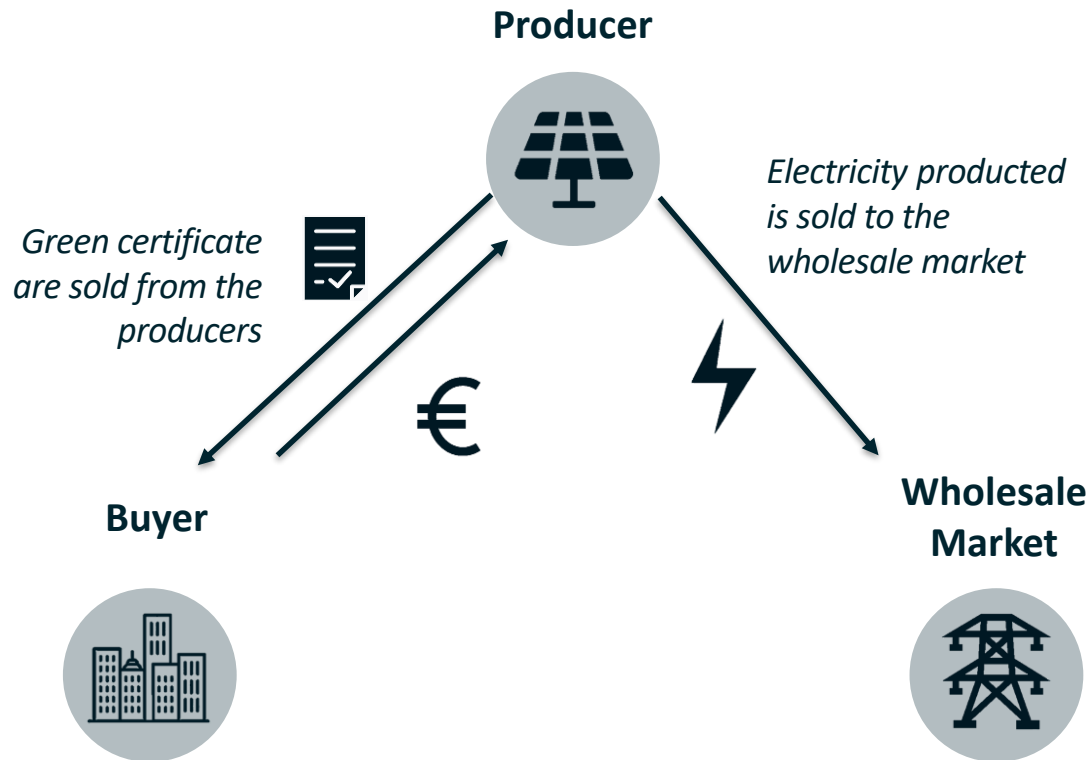 Producer
Electricity producted
is sold to the
wholesale market
Green certificate
are sold from the
producers
€
Buyer
Wholesale
Market